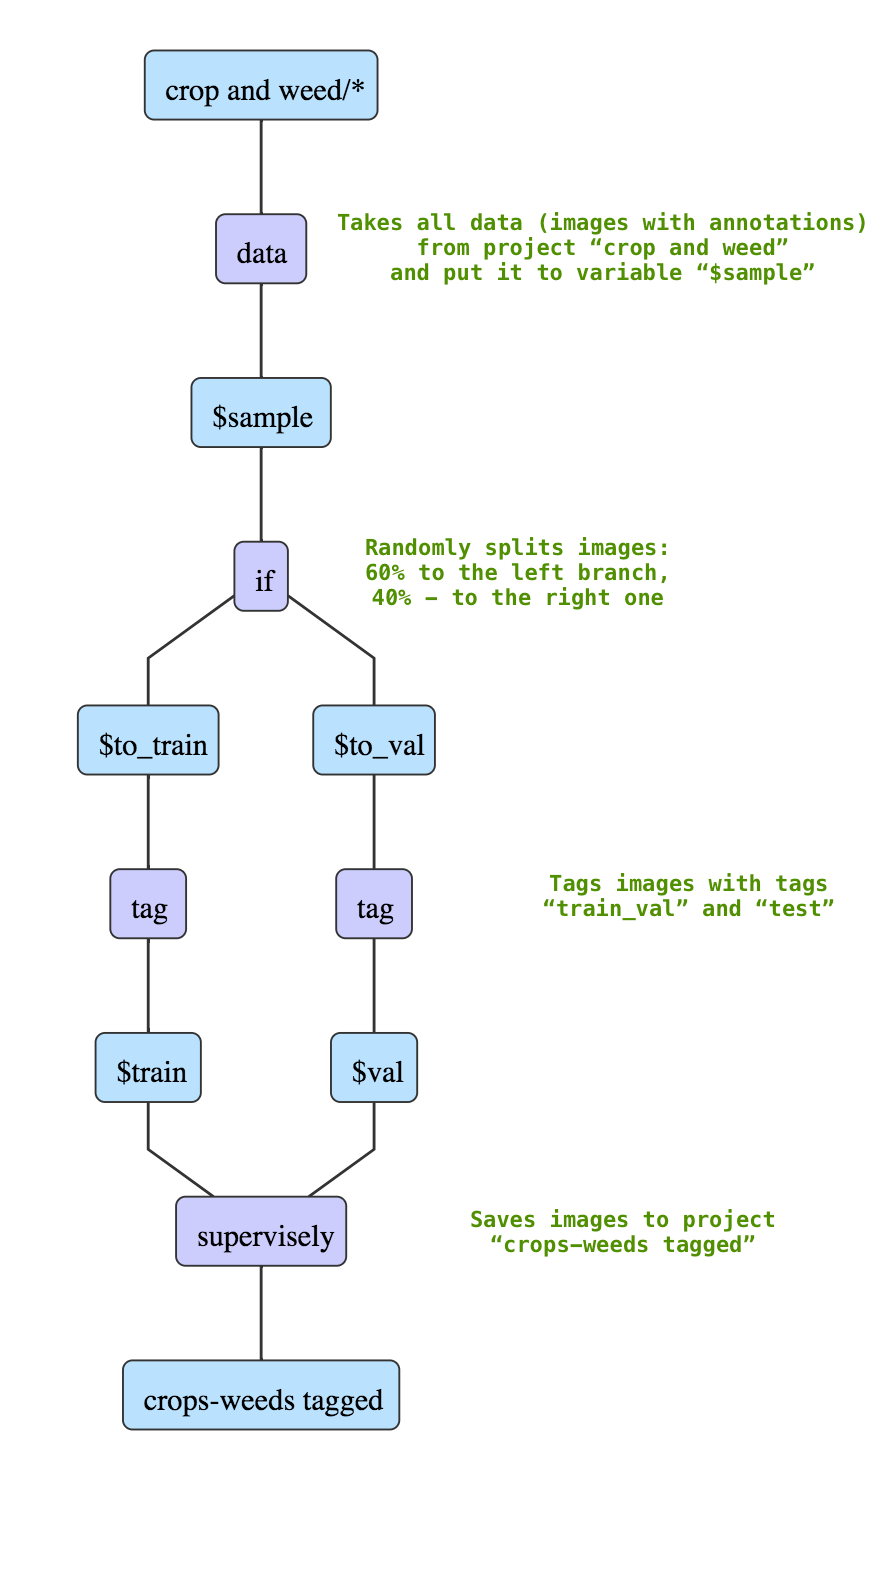 crop and weed/*
data
Takes all data (images with annotations)
from project “crop and weed”
and put it to variable “$sample”
$sample
if
Randomly splits images:
60% to the left branch,
40% – to the right one
$to_train
$to_val
tag
tag
Tags images with tags
“train_val” and “test”
$train
$val
supervisely
Saves images to project
“crops–weeds tagged”
crops-weeds tagged